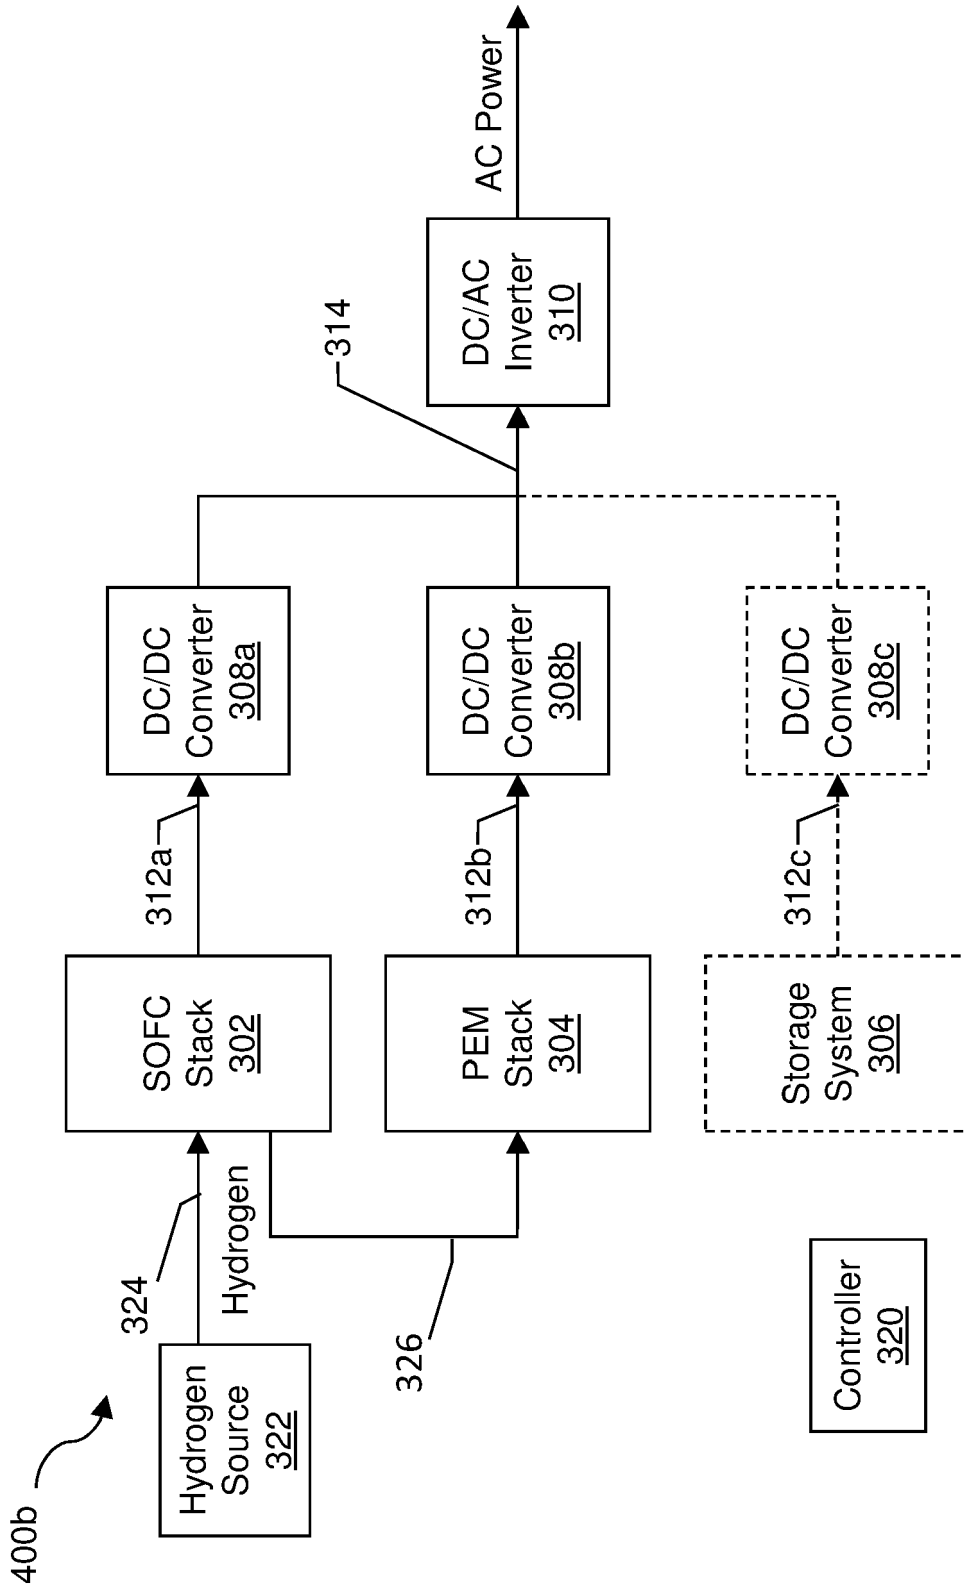 400b
Hydrogen
Source
322
324
Hydrogen
326
SOFC
Stack
302
312a
DC/DC
Converter
308a
PEM
Stack
304
312b
DC/DC
Converter
308b
314
DC/AC
Inverter
310
AC Power
Controller
320
Storage
System
306
312c
DC/DC
Converter
308c